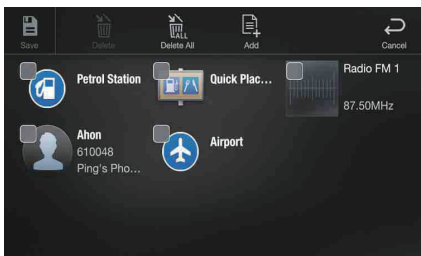 Save
Delete
ALL
Delete All
Add
Cancel
Petrol Station
Quick Plac...
Radio FM 1
87.50MHz
Ahon
610048
Ping's Pho...
Airport